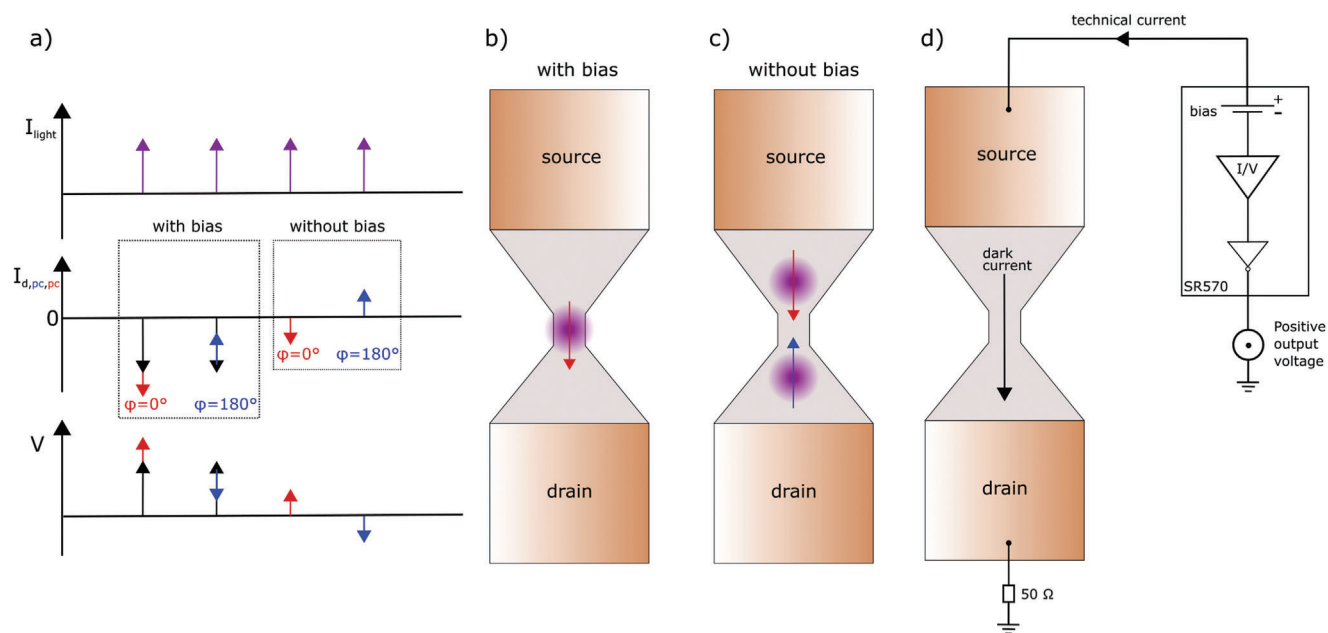 a)
I_light
with bias
without bias
I_d,pc,pc
0
φ=0°
φ=180°
φ=0°
φ=180°
V
b)
with bias
source
drain
c)
without bias
source
drain
d)
technical current
source
dark
current
drain
50 Ω
bias
+
-
I/V
SR570
Positive
output
voltage